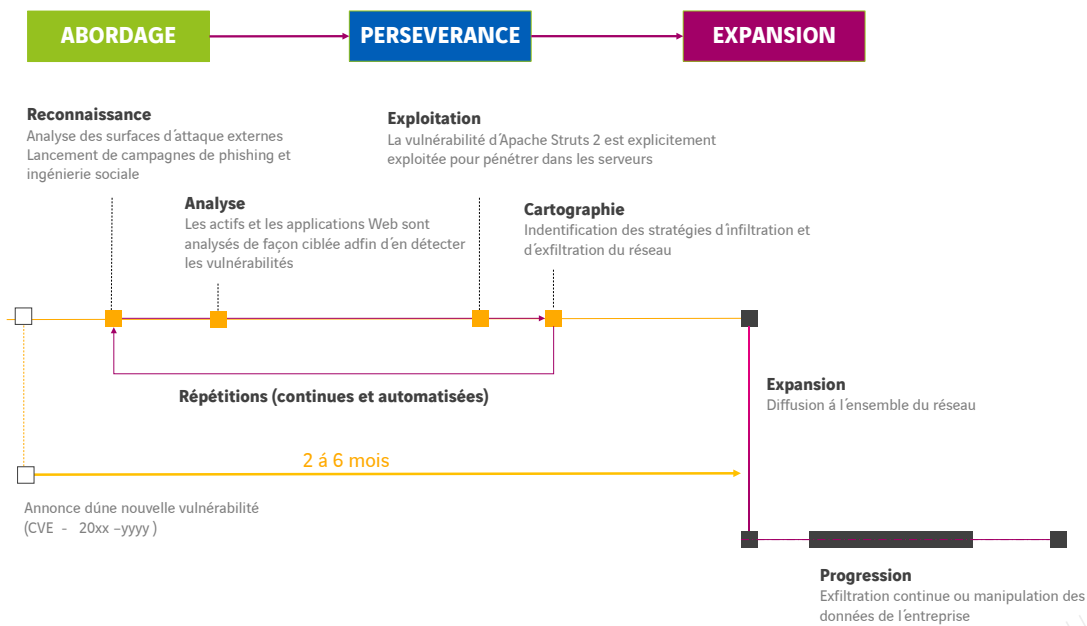 ABORDAGE
PERSEVERANCE
EXPANSION
Reconnaissance
Analyse des surfaces d´attaque externes
Lancement de campagnes de phishing et
ingénierie sociale
Exploitation
La vulnérabilité d´Apache Struts 2 est explicitement
exploitée pour pénétrer dans les serveurs
Analyse
Les actifs et les applications Web sont
analysés de façon ciblée adfin d´en détecter
les vulnérabilités
Cartographie
Indentification des stratégies d´infiltration et
d´exfiltration du réseau
Répétitions (continues et automatisées)
Expansion
Diffusion á l´ensemble du réseau
2 á 6 mois
Annonce dúne nouvelle vulnérabilité
(CVE - 20xx –yyyy )
Progression
Exfiltration continue ou manipulation des
données de l´entreprise